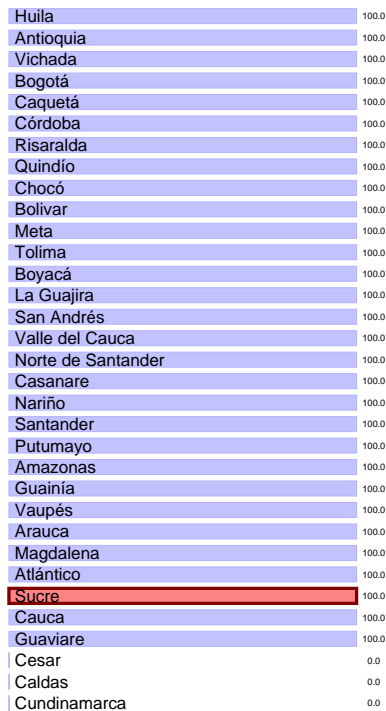 Huila 100.0
Antioquia 100.0
Vichada 100.0
Bogotá 100.0
Caquetá 100.0
Córdoba 100.0
Risaralda 100.0
Quindío 100.0
Chocó 100.0
Bolivar 100.0
Meta 100.0
Tolima 100.0
Boyacá 100.0
La Guajira 100.0
San Andrés 100.0
Valle del Cauca 100.0
Norte de Santander 100.0
Casanare 100.0
Nariño 100.0
Santander 100.0
Putumayo 100.0
Amazonas 100.0
Guainía 100.0
Vaupés 100.0
Arauca 100.0
Magdalena 100.0
Atlántico 100.0
Sucre 100.0
Cauca 100.0
Guaviare 100.0
Cesar 0.0
Caldas 0.0
Cundinamarca 0.0